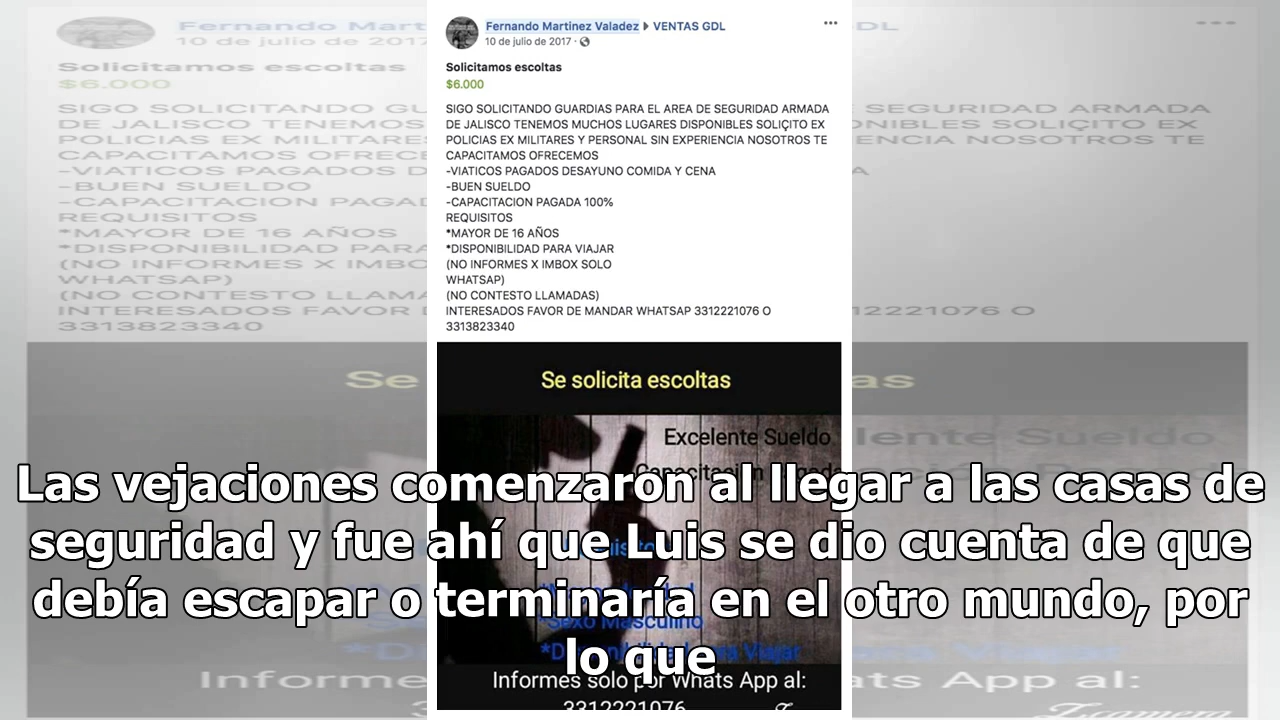 Fernando Martinez Valadez ▸ VENTAS GDL
10 de julio de 2017 ·
Solicitamos escoltas
$6.000
SIGO SOLICITANDO GUARDIAS PARA EL AREA DE SEGURIDAD ARMADA
DE JALISCO TENEMOS MUCHOS LUGARES DISPONIBLES SOLIÇITO EX
POLICIAS EX MILITARES Y PERSONAL SIN EXPERIENCIA NOSOTROS TE
CAPACITAMOS OFRECEMOS
-VIATICOS PAGADOS DESAYUNO COMIDA Y CENA
-BUEN SUELDO
-CAPACITACION PAGADA 100%
REQUISITOS
*MAYOR DE 16 AÑOS
*DISPONIBILIDAD PARA VIAJAR
(NO INFORMES X IMBOX SOLO
WHATSAP)
(NO CONTESTO LLAMADAS)
INTERESADOS FAVOR DE MANDAR WHATSAP 3312221076 O
3313823340
Se solicita escoltas
Excelente Sueldo
Capacitacion Pagada
Las vejaciones comenzaron al llegar a las casas de
seguridad y fue ahí que Luis se dio cuenta de que
debía escapar o terminaría en el otro mundo, por
lo que
*Sexo Masculino
Informes solo por Whats App al:
3312221076